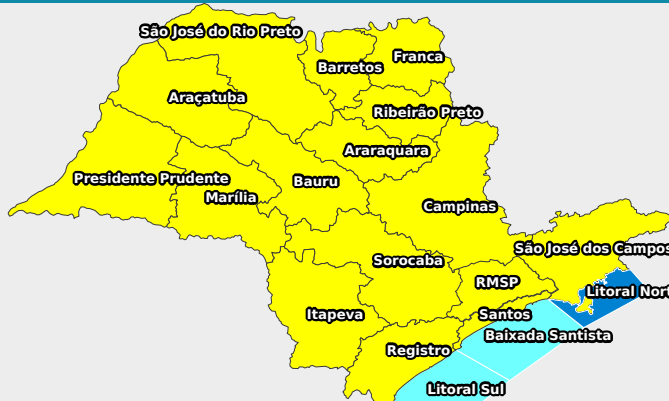 São José do Rio Preto
Franca
Barretos
Araçatuba
Ribeirão Preto
Araraquara
Presidente Prudente
Bauru
Marília
Campinas
São José dos Campos
Sorocaba
RMSP
Litoral Nort
Itapeva
Santos
Baixada Santista
Registro
Litoral Sul